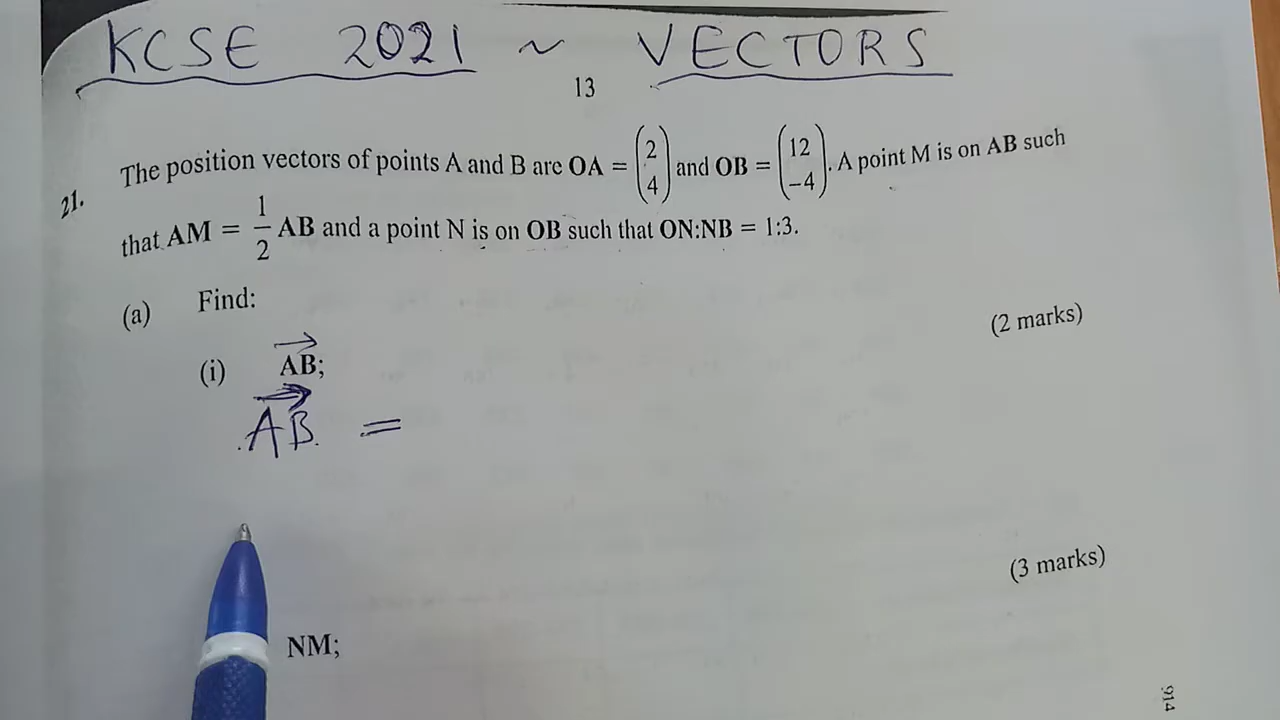 KCSE 2021 ~ VECTORS
13
21. The position vectors of points A and B are OA = (2 4) and OB = (12 −4). A point M is on AB such
that AM = 1/2 AB and a point N is on OB such that ON:NB = 1:3.
(a) Find:
(2 marks)
(i) AB;
AB =
(3 marks)
NM;
914